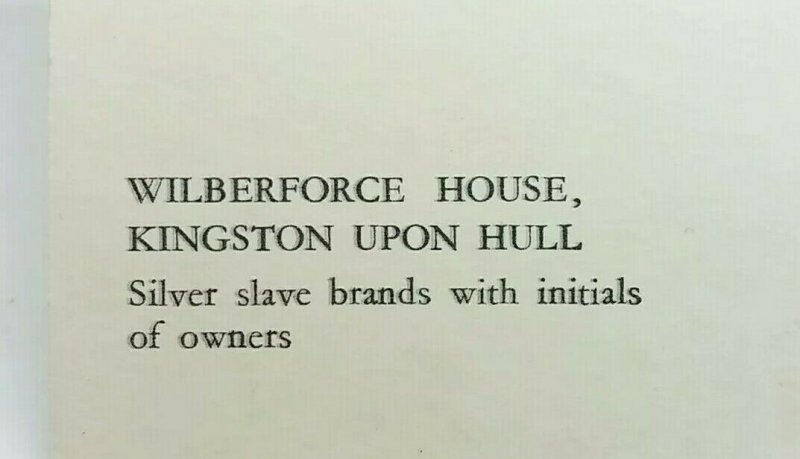 WILBERFORCE HOUSE,
KINGSTON UPON HULL
Silver slave brands with initials
of owners